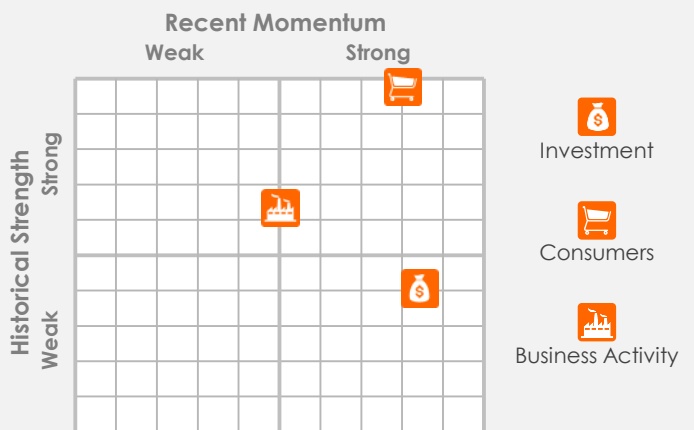 Recent Momentum
Weak
Strong
Historical Strength
Strong
Weak
$
$
Investment
Consumers
Business Activity